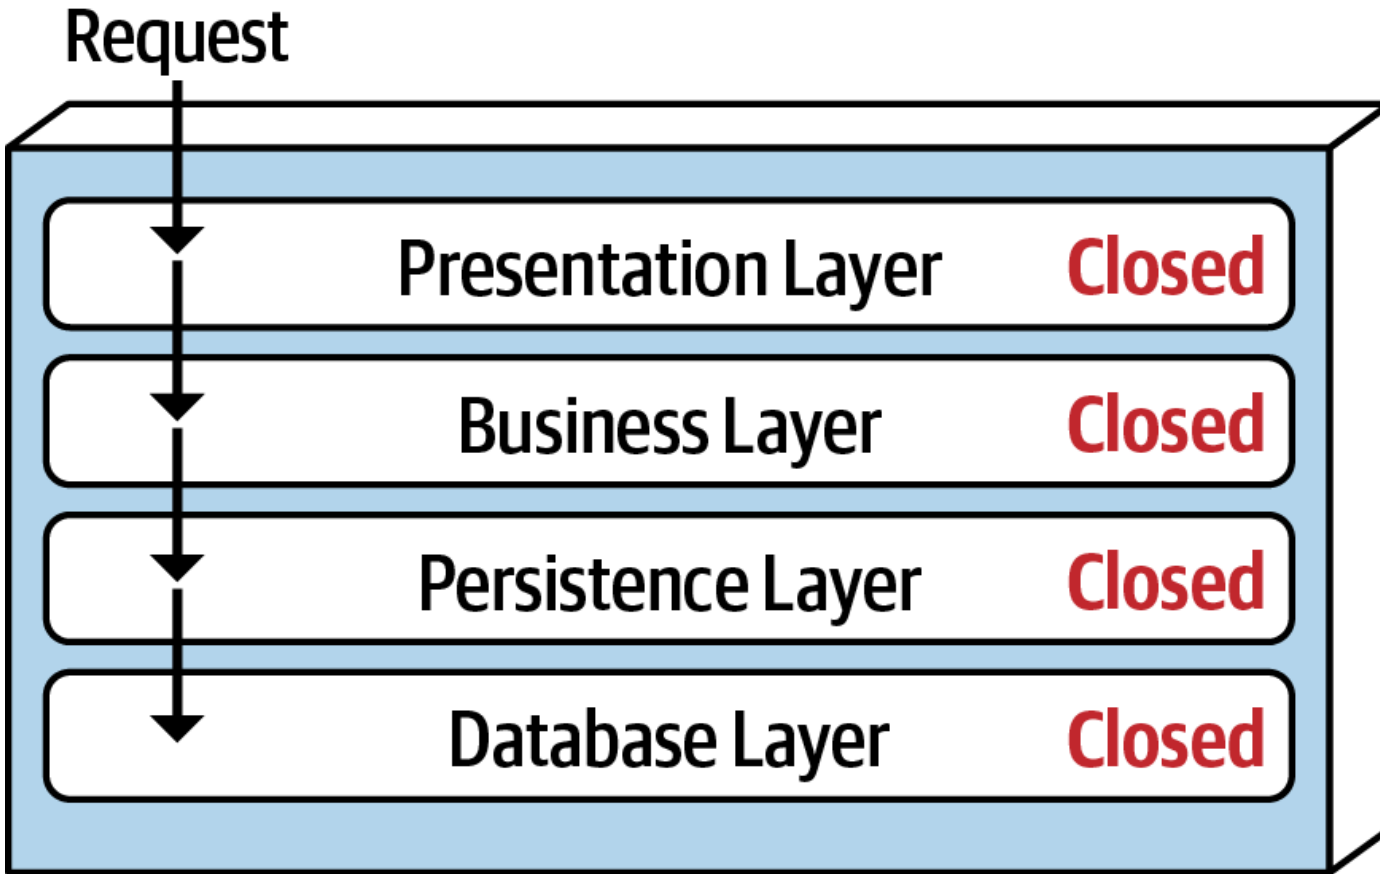 Request
Presentation Layer Closed
Business Layer Closed
Persistence Layer Closed
Database Layer Closed